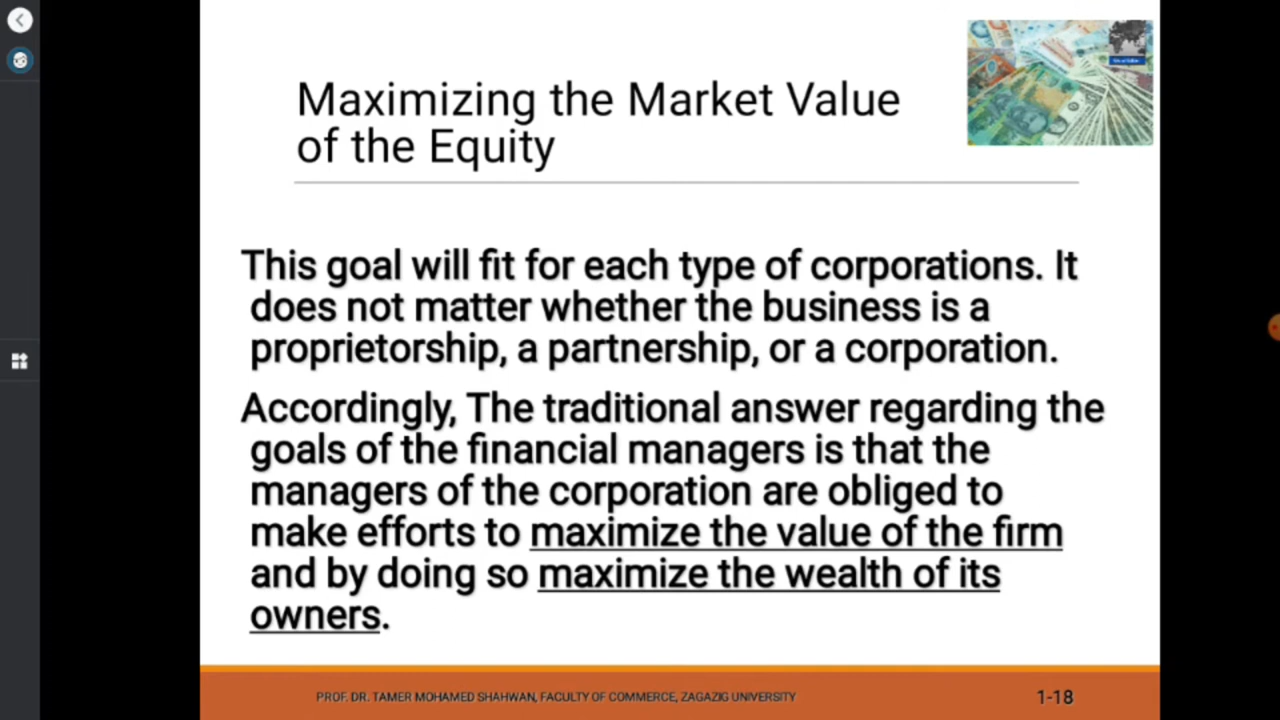 Maximizing the Market Value
of the Equity
This goal will fit for each type of corporations. It
does not matter whether the business is a
proprietorship, a partnership, or a corporation.
Accordingly, The traditional answer regarding the
goals of the financial managers is that the
managers of the corporation are obliged to
make efforts to maximize the value of the firm
and by doing so maximize the wealth of its
owners.
PROF. DR. TAMER MOHAMED SHAHWAN, FACULTY OF COMMERCE, ZAGAZIG UNIVERSITY
1-18